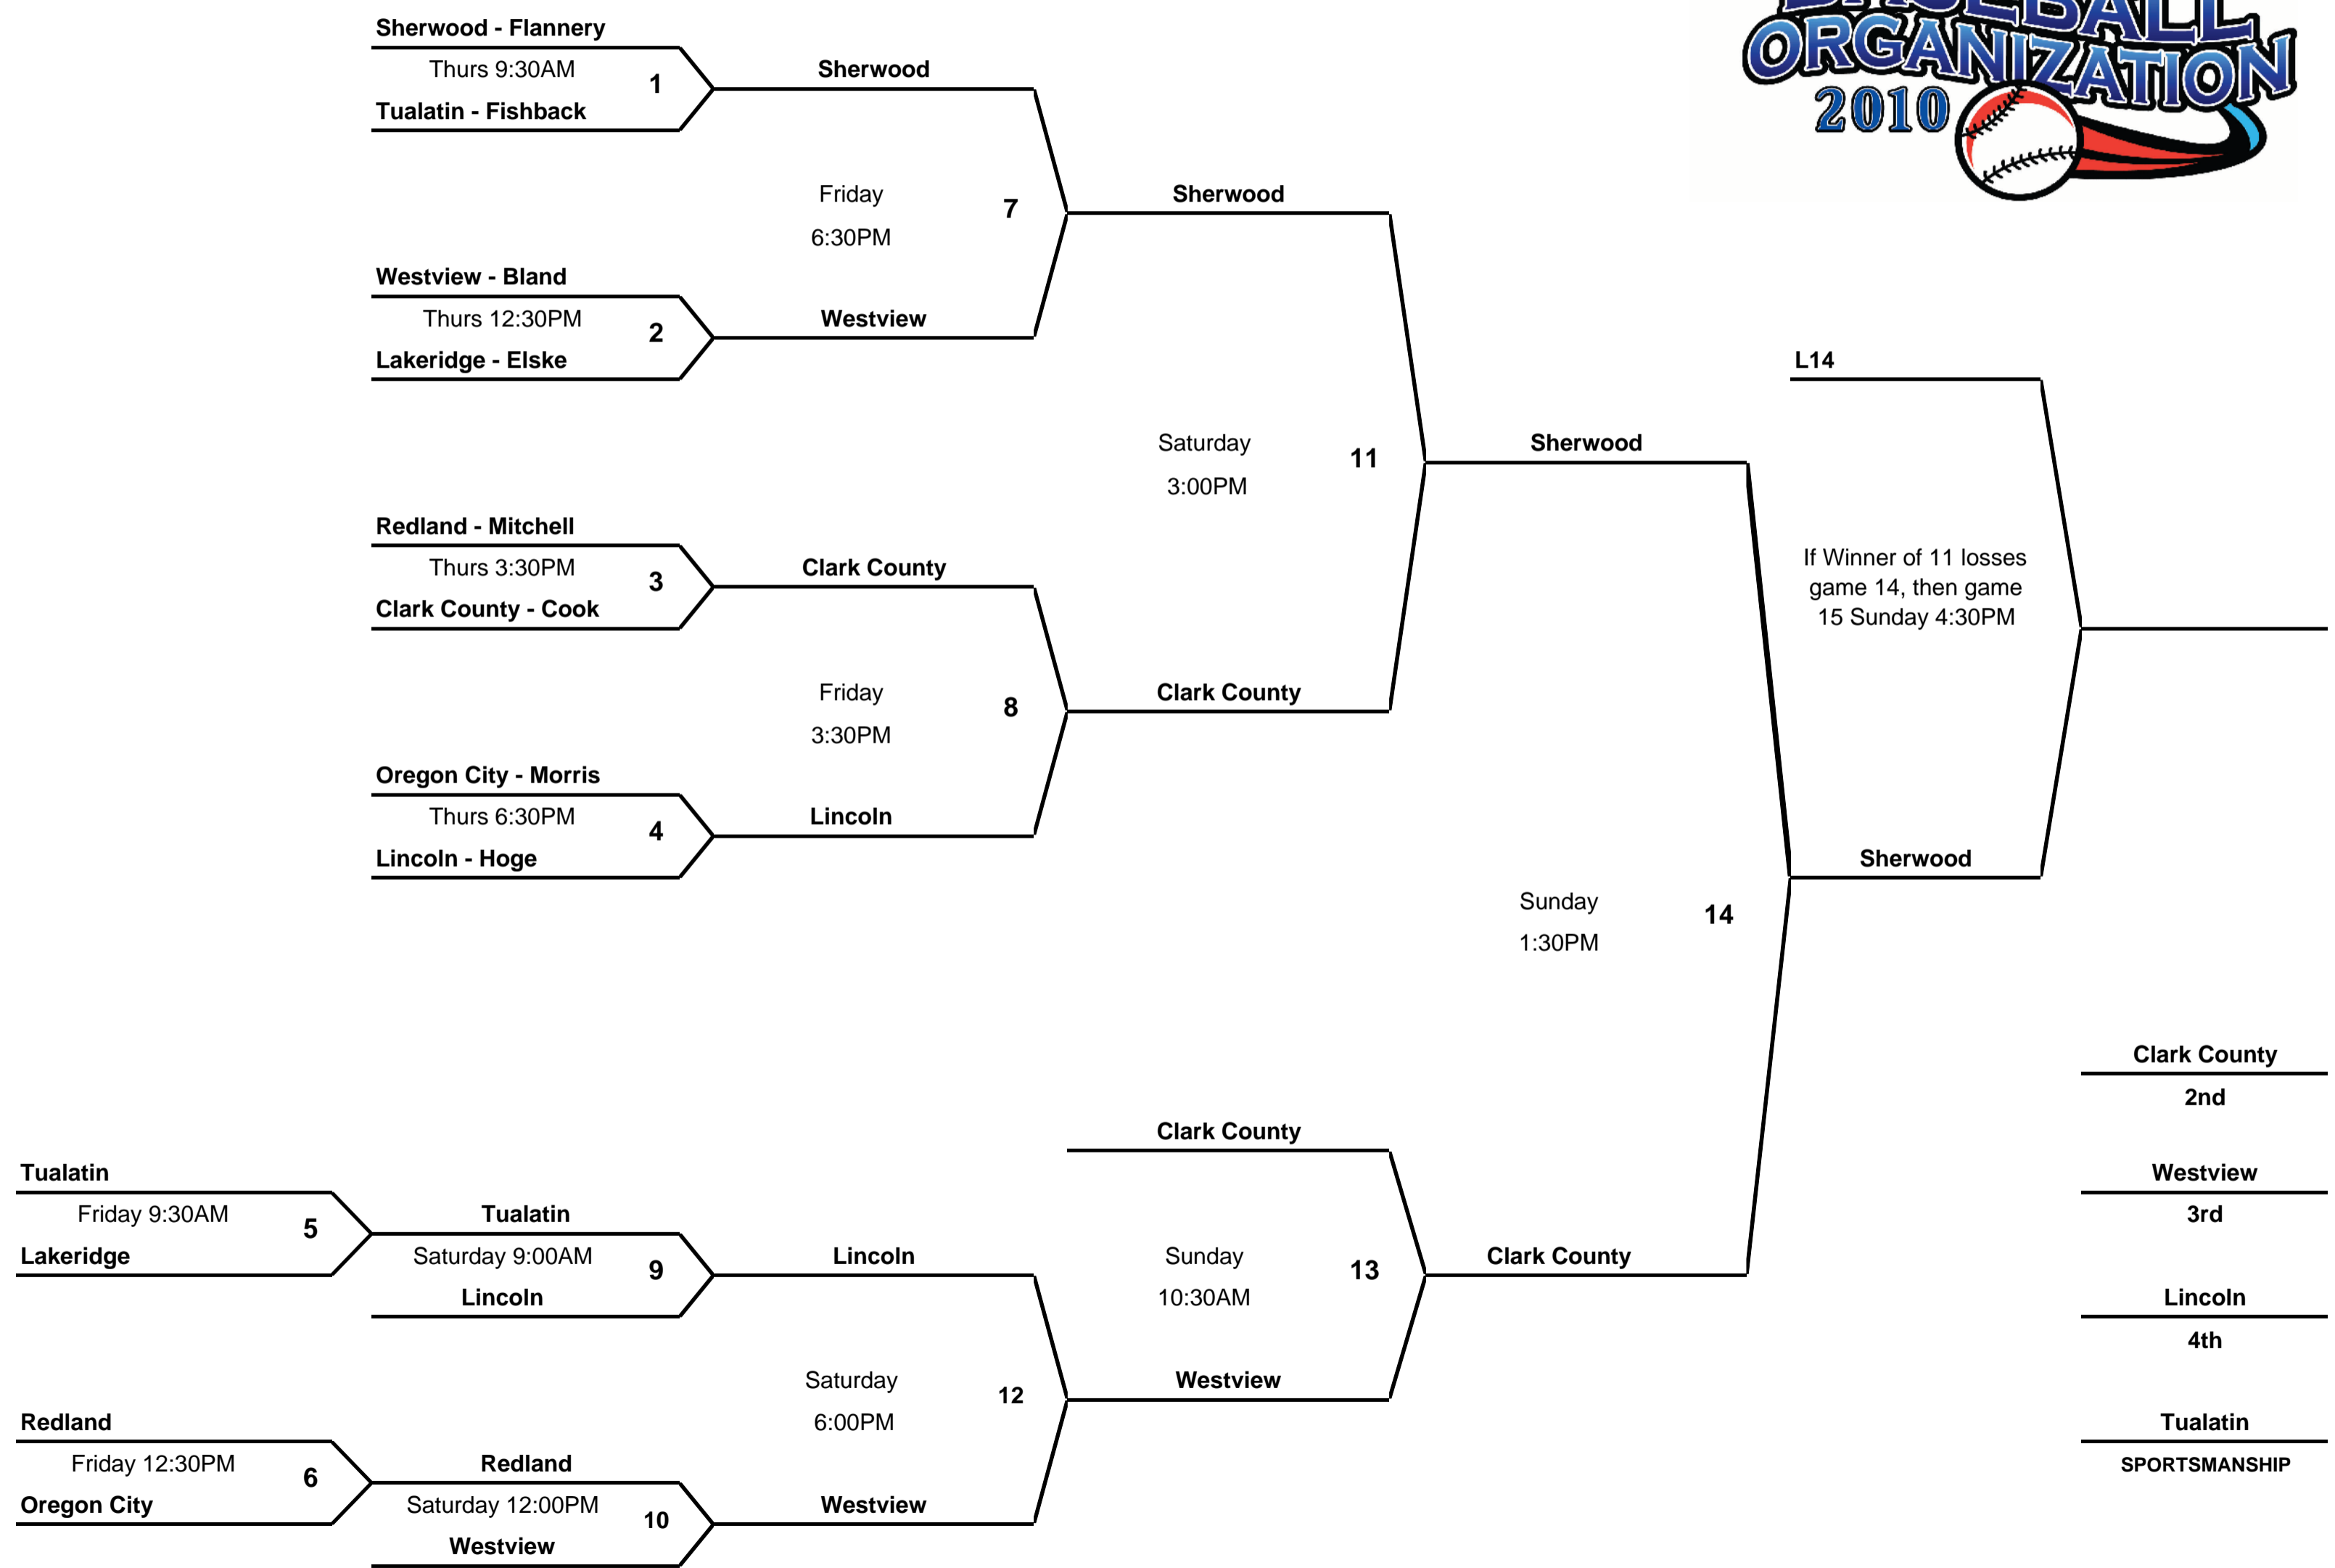 BASEBALL
ORGANIZATION
2010
Sherwood - Flannery
Thurs 9:30AM
1
Tualatin - Fishback
Sherwood
Friday
6:30PM
7
Westview - Bland
Thurs 12:30PM
2
Lakeridge - Elske
Westview
Sherwood
Saturday
3:00PM
11
Redland - Mitchell
Thurs 3:30PM
3
Clark County - Cook
Clark County
Friday
3:30PM
8
Oregon City - Morris
Thurs 6:30PM
4
Lincoln - Hoge
Lincoln
Clark County
Sherwood
Sunday
1:30PM
14
L14
If Winner of 11 losses
game 14, then game
15 Sunday 4:30PM
Sherwood
Tualatin
Friday 9:30AM
5
Lakeridge
Tualatin
Saturday 9:00AM
9
Lincoln
Lincoln
Saturday
6:00PM
12
Redland
Friday 12:30PM
6
Oregon City
Redland
Saturday 12:00PM
10
Westview
Westview
Clark County
Sunday
10:30AM
13
Westview
Clark County
Clark County
2nd
Westview
3rd
Lincoln
4th
Tualatin
SPORTSMANSHIP